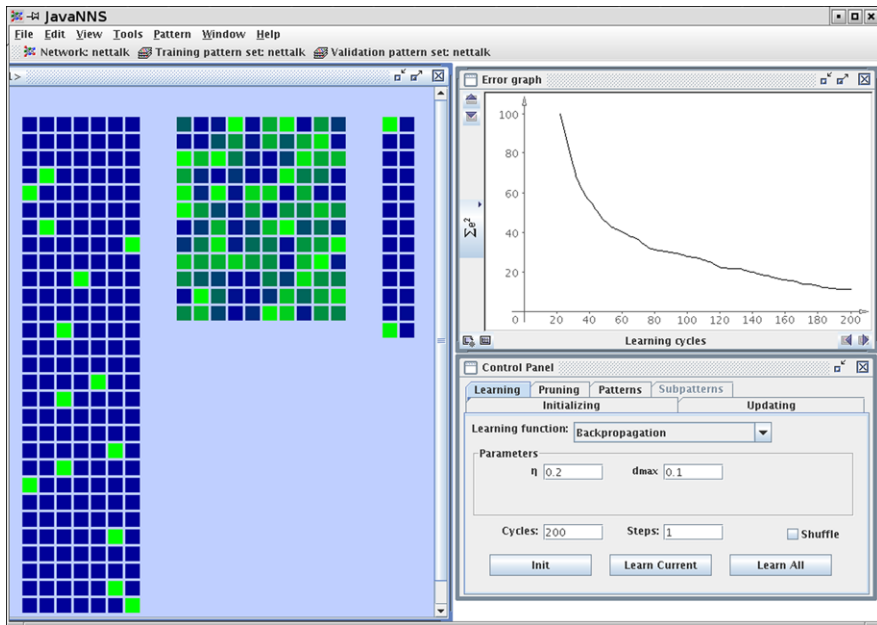 JavaNNS
File Edit View Tools Pattern Window Help
Network: nettalk Training pattern set: nettalk Validation pattern set: nettalk
1>
Error graph
Σe²
100
80
60
40
20
0 20 40 60 80 100 120 140 160 180 200
Learning cycles
Control Panel
Learning Pruning Patterns Subpatterns
Initializing Updating
Learning function: Backpropagation
Parameters
η 0.2 dmax 0.1
Cycles: 200 Steps: 1 Shuffle
Init Learn Current Learn All